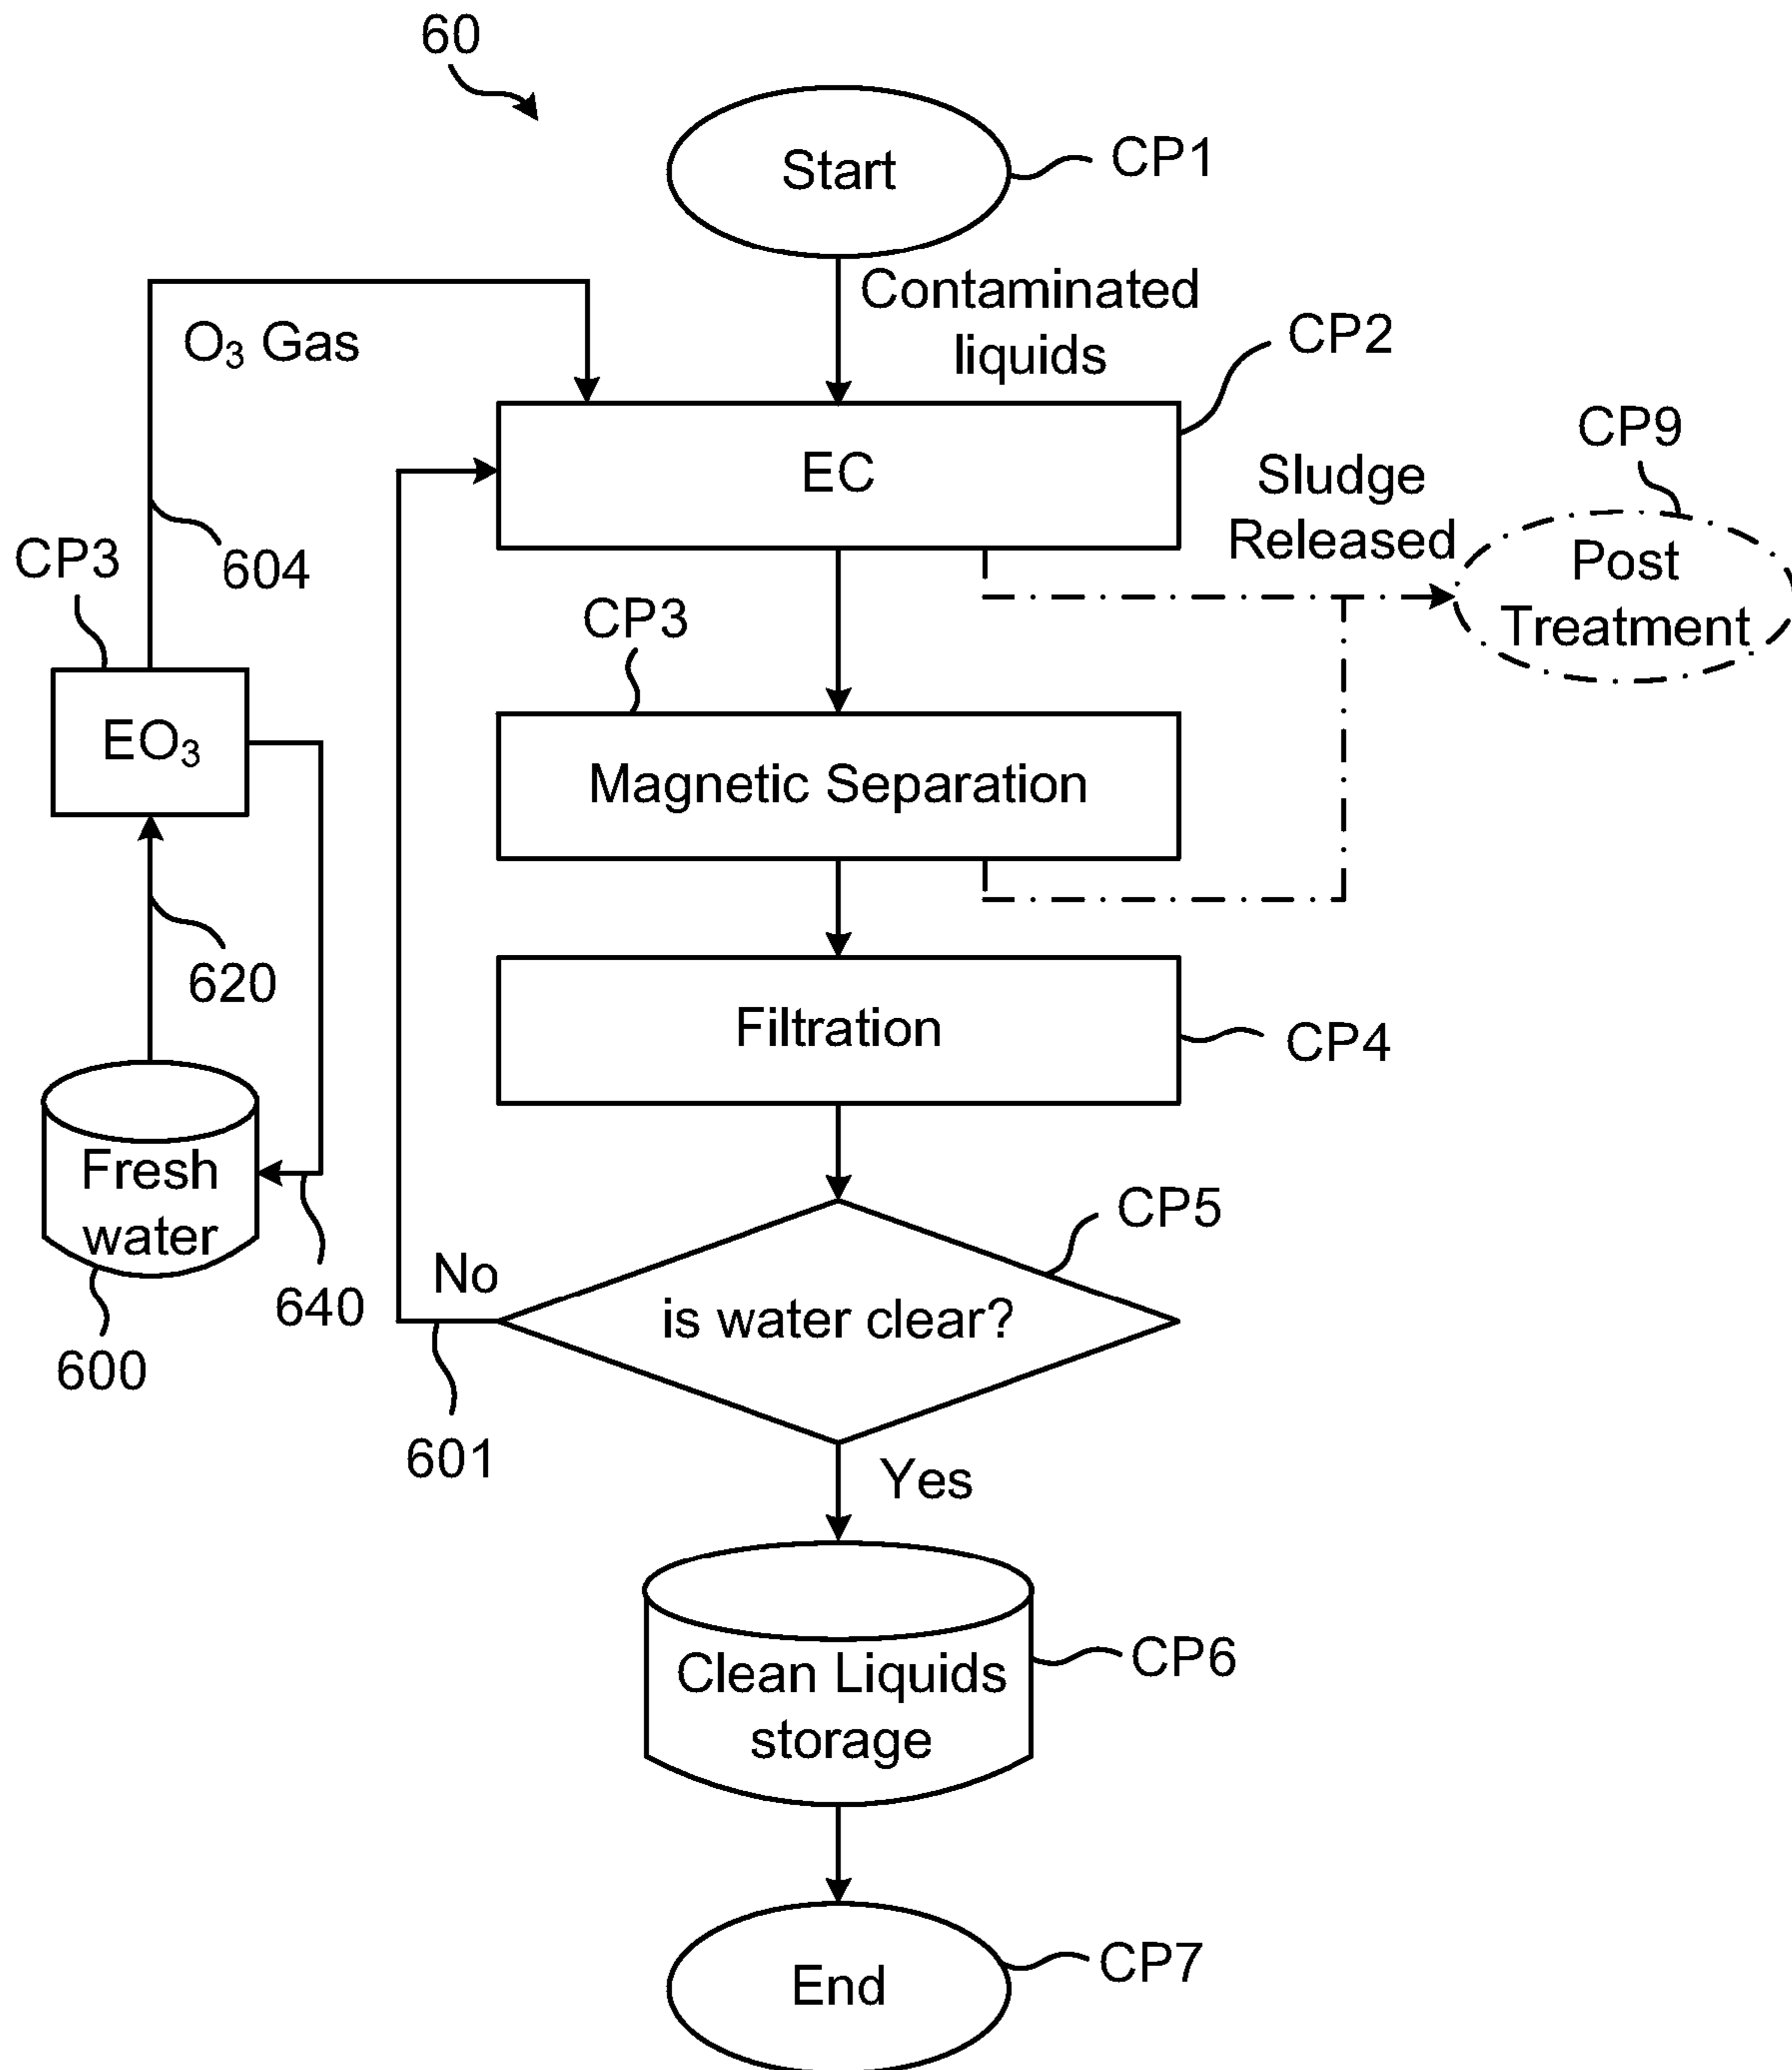 60
Start
CP1
Contaminated
liquids
O₃ Gas
CP2
EC
CP9
Sludge
Released
Post
Treatment
604
CP3
EO₃
CP3
Magnetic Separation
620
Filtration
CP4
Fresh
water
640
600
CP5
No
is water clear?
601
Yes
Clean Liquids
storage
CP6
End
CP7